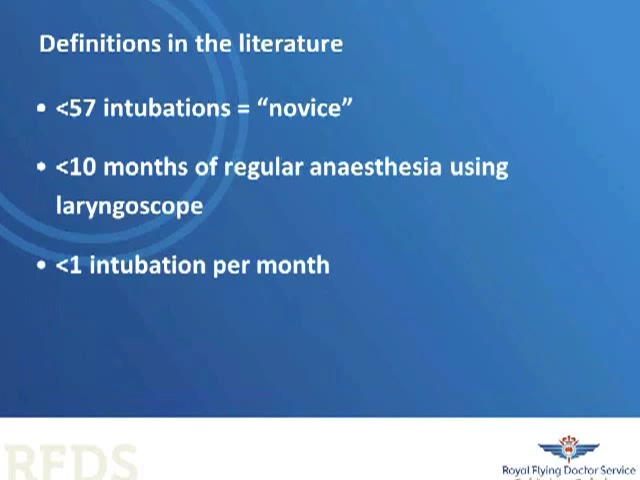 Definitions in the literature
• <57 intubations = “novice”
• <10 months of regular anaesthesia using
laryngoscope
• <1 intubation per month
RFDS
Royal Flying Doctor Service